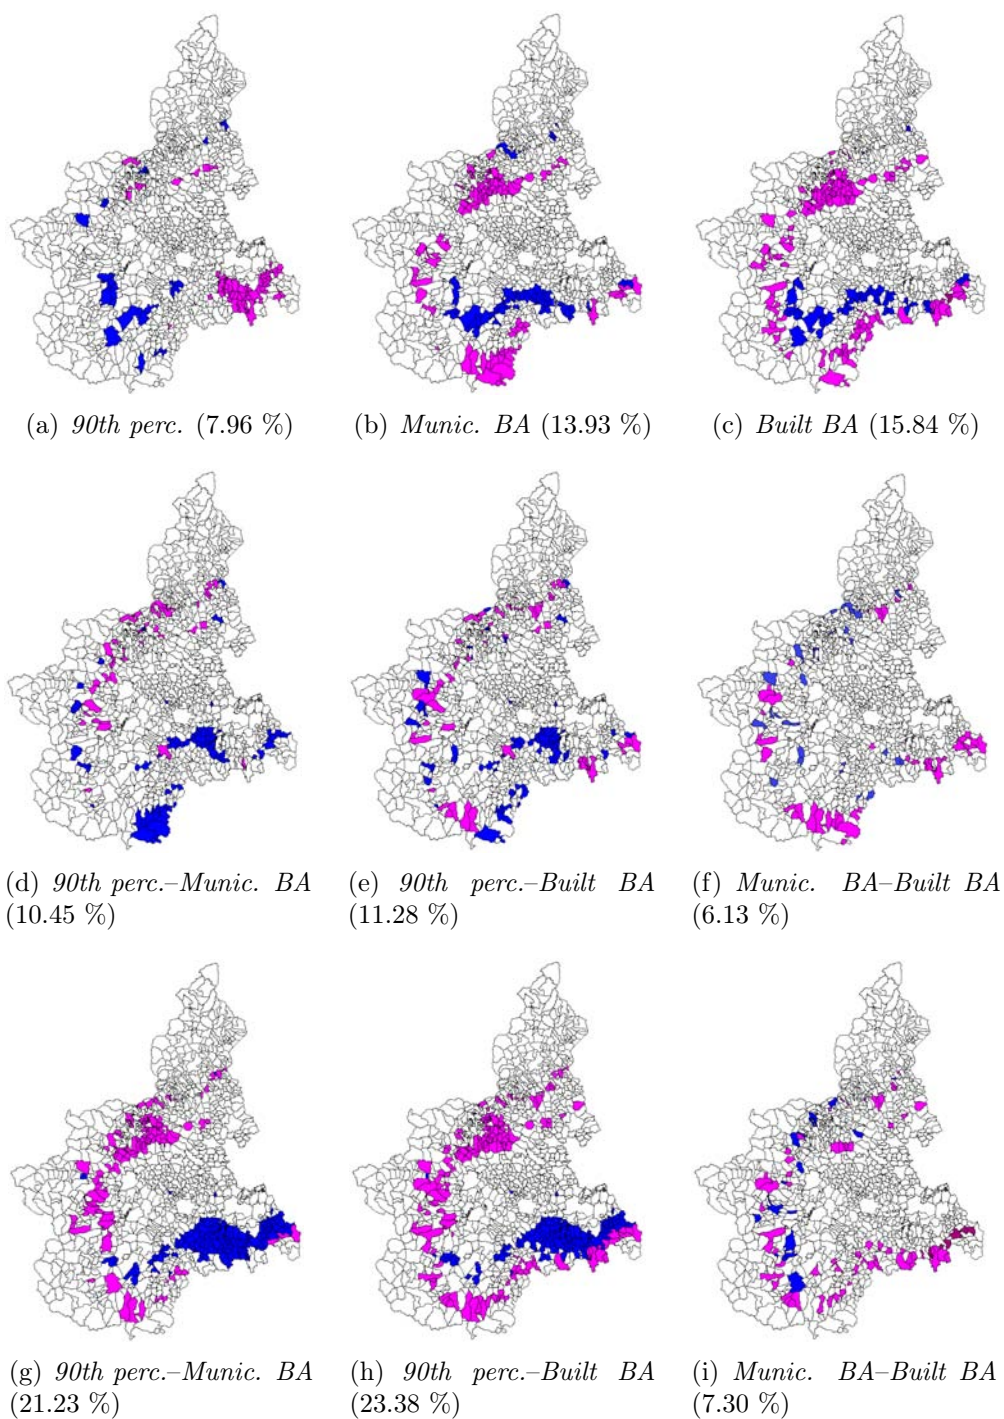 (a) 90th perc. (7.96 %)
(b) Munic. BA (13.93 %)
(c) Built BA (15.84 %)
(d) 90th perc.–Munic. BA
(10.45 %)
(e) 90th perc.–Built BA
(11.28 %)
(f) Munic. BA–Built BA
(6.13 %)
(g) 90th perc.–Munic. BA
(21.23 %)
(h) 90th perc.–Built BA
(23.38 %)
(i) Munic. BA–Built BA
(7.30 %)